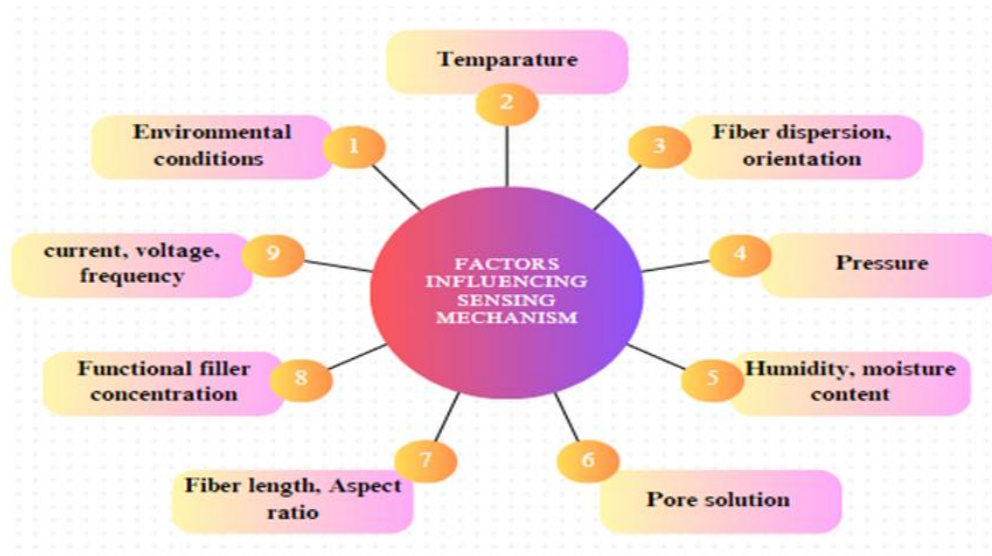 Temparature
2
Environmental
conditions
1
3
Fiber dispersion,
orientation
current, voltage,
frequency
9
FACTORS
INFLUENCING
SENSING
MECHANISM
4
Pressure
Functional filler
concentration
8
5
Humidity, moisture
content
7
Fiber length, Aspect
ratio
6
Pore solution